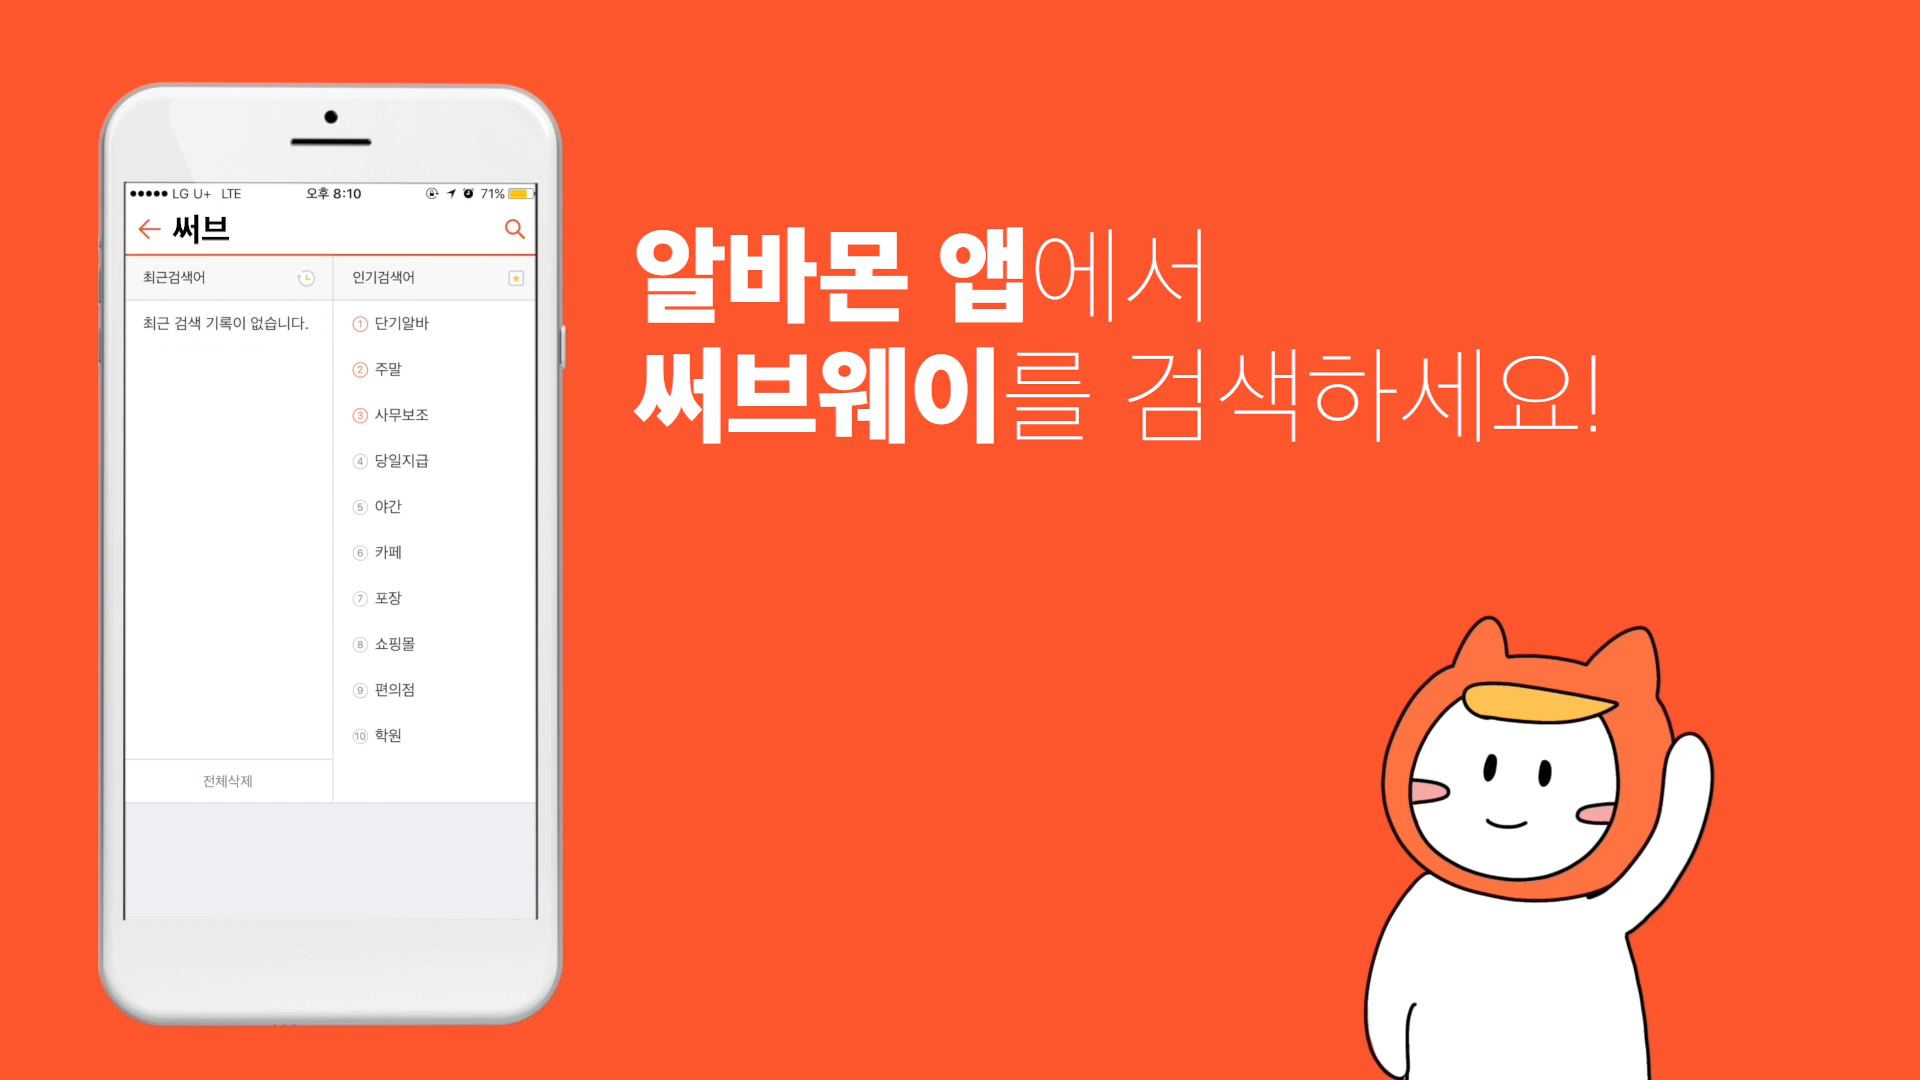 LG U+ LTE 오후 8:10 71%
써브
최근검색어
최근 검색 기록이 없습니다.
전체삭제
인기검색어
1 단기알바
2 주말
3 사무보조
4 당일지급
5 야간
6 카페
7 포장
8 쇼핑몰
9 편의점
10 학원
알바몬 앱에서
써브웨이를 검색하세요!